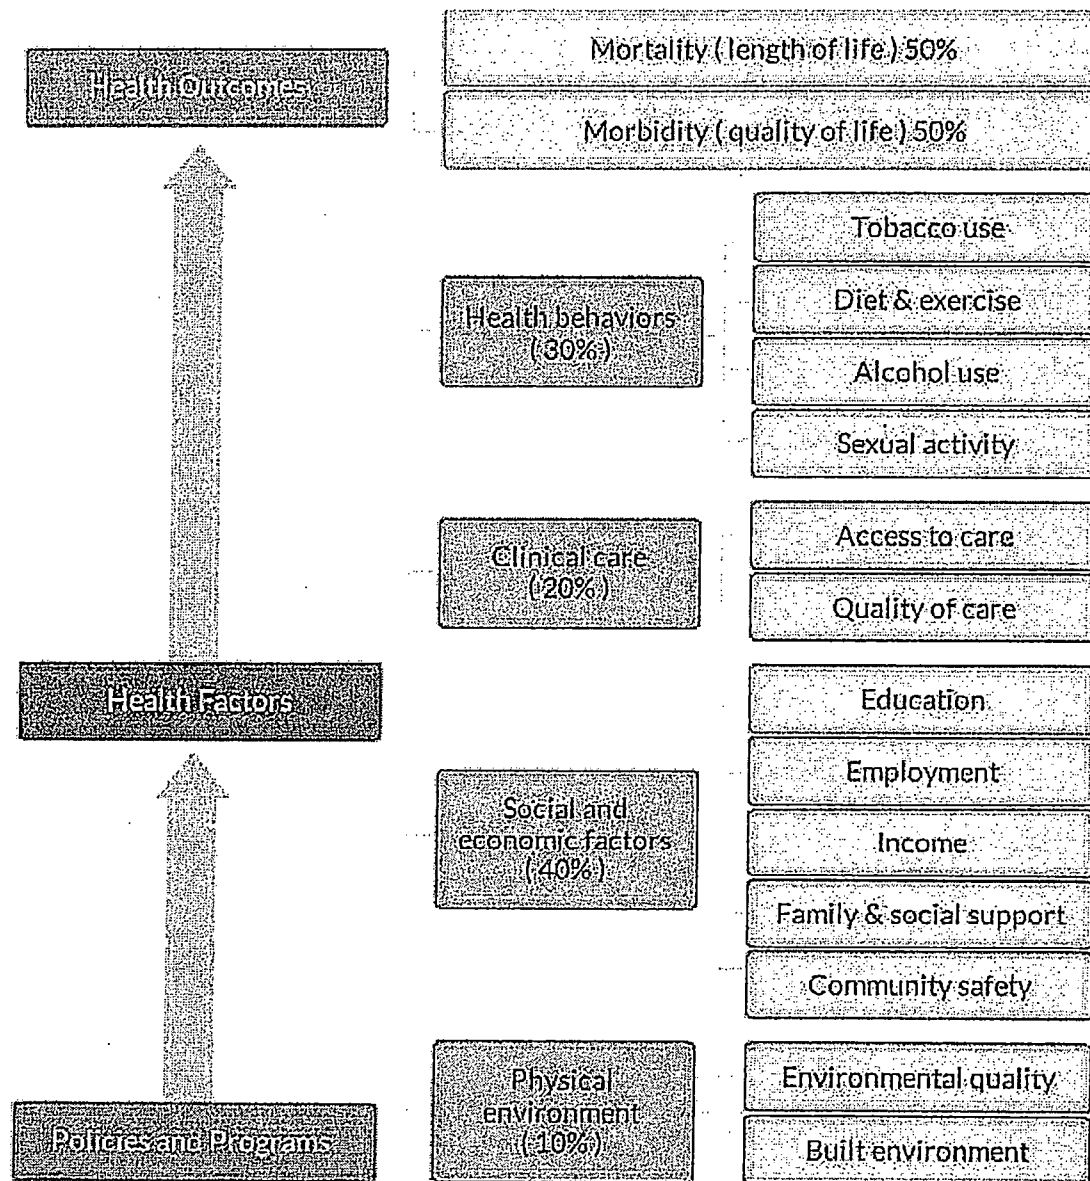 Health Outcomes
Mortality (length of life) 50%
Morbidity (quality of life) 50%
Tobacco use
Health behaviors
(30%)
Diet & exercise
Alcohol use
Sexual activity
Clinical care
(20%)
Access to care
Quality of care
Health Factors
Education
Employment
Social and
economic factors
(40%)
Income
Family & social support
Community safety
Physical
environment
(10%)
Environmental quality
Built environment
Policies and Programs